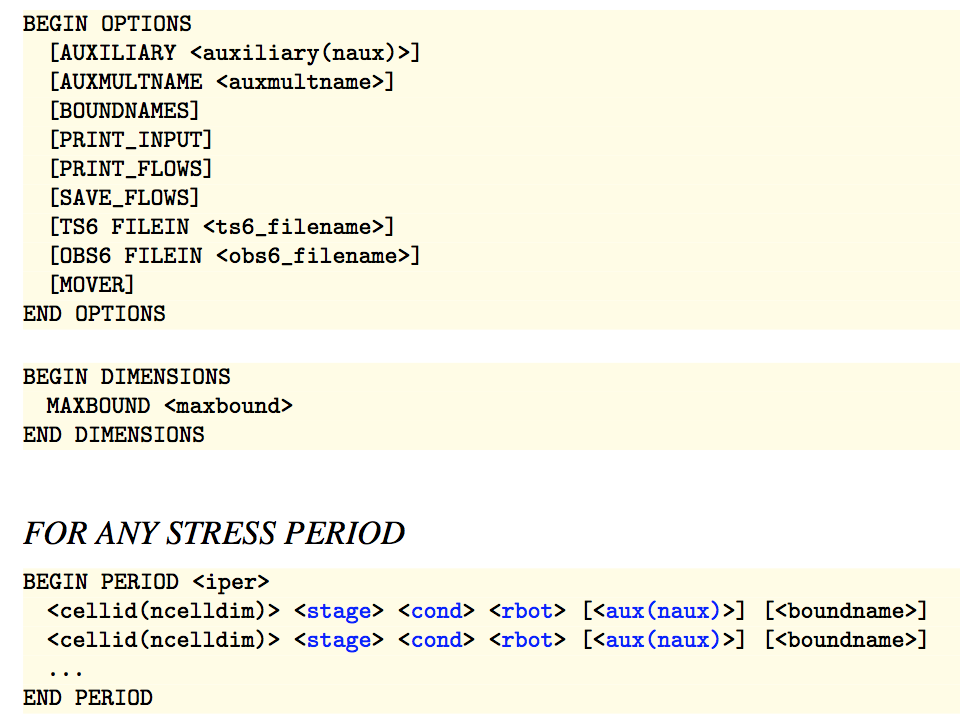 BEGIN OPTIONS
[AUXILIARY <auxiliary(naux)>]
[AUXMULTNAME <auxmultname>]
[BOUNDNAMES]
[PRINT_INPUT]
[PRINT_FLOWS]
[SAVE_FLOWS]
[TS6 FILEIN <ts6_filename>]
[OBS6 FILEIN <obs6_filename>]
[MOVER]
END OPTIONS
BEGIN DIMENSIONS
MAXBOUND <maxbound>
END DIMENSIONS
FOR ANY STRESS PERIOD
BEGIN PERIOD <iper>
<cellid(ncelldim)> <stage> <cond> <rbot> [<aux(naux)>] [<boundname>]
<cellid(ncelldim)> <stage> <cond> <rbot> [<aux(naux)>] [<boundname>]
...
END PERIOD